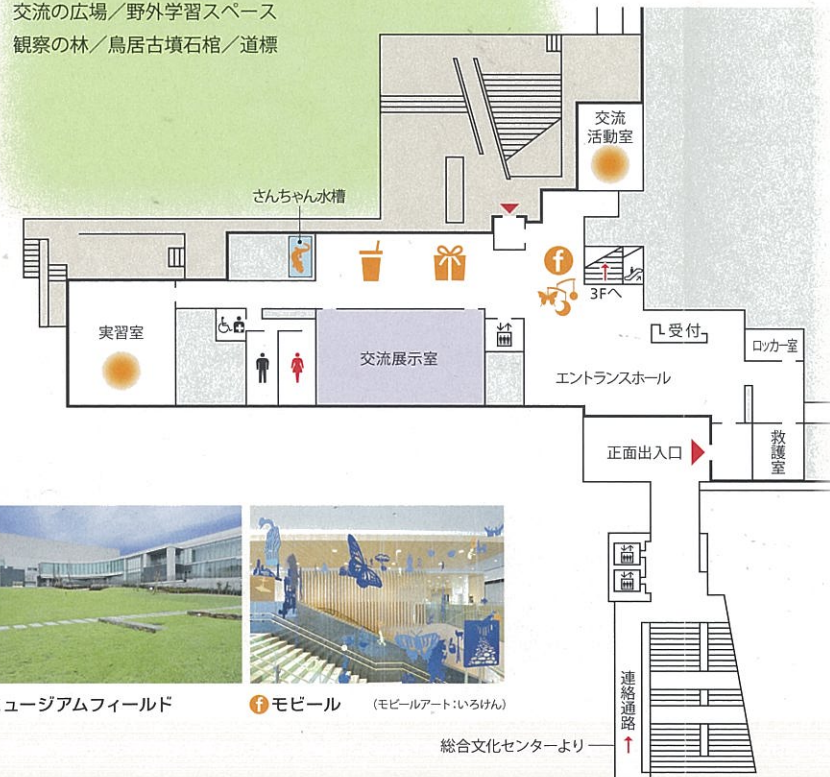 交流の広場／野外学習スペース
観察の林／鳥居古墳石棺／道標
交流
活動室
さんちゃん水槽
f
3Fへ
実習室
受付
ロッカー室
交流展示室
エントランスホール
正面出入口
救護室
ュージアムフィールド
f モビール （モビールアート：いろけん）
連絡通路
総合文化センターより